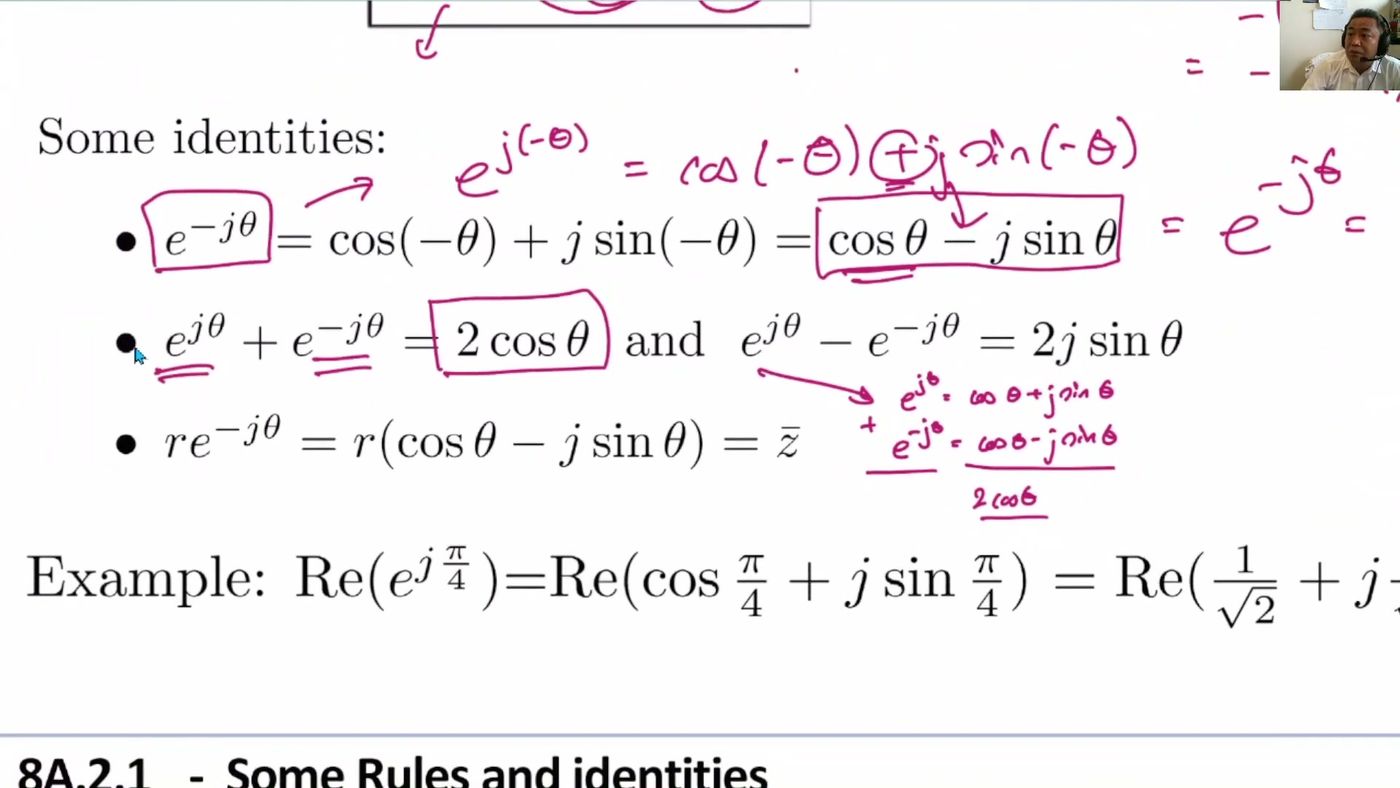 Some identities:
e^{j(-θ)} = cos(-θ) + j sin(-θ)
• e^{−jθ} = cos(−θ) + j sin(−θ) = cos θ − j sin θ = e^{-jθ} =
• e^{jθ} + e^{−jθ} = 2 cos θ and e^{jθ} − e^{−jθ} = 2j sin θ
e^{jθ} = cos θ + j sin θ
+ e^{-jθ} = cos θ - j sin θ
2 cos θ
• re^{−jθ} = r(cos θ − j sin θ) = z̄
Example: Re(e^{j π/4})=Re(cos π/4 + j sin π/4) = Re(1/√2 + j
8A.2.1 - Some Rules and identities